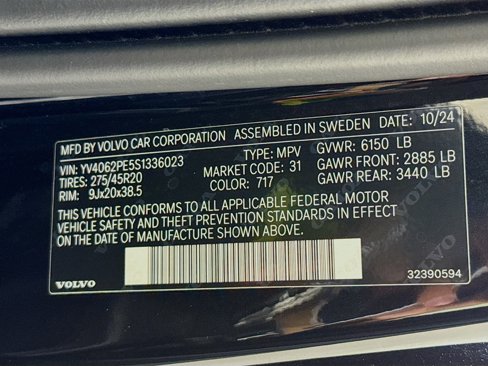 MFD BY VOLVO CAR CORPORATION ASSEMBLED IN SWEDEN DATE: 10/24
VIN: YV4062PE5S1336023 TYPE: MPV GVWR: 6150 LB
TIRES: 275/45R20 MARKET CODE: 31 GAWR FRONT: 2885 LB
RIM: 9Jx20x38.5 COLOR: 717 GAWR REAR: 3440 LB
THIS VEHICLE CONFORMS TO ALL APPLICABLE FEDERAL MOTOR
VEHICLE SAFETY AND THEFT PREVENTION STANDARDS IN EFFECT
ON THE DATE OF MANUFACTURE SHOWN ABOVE.
VOLVO 32390594